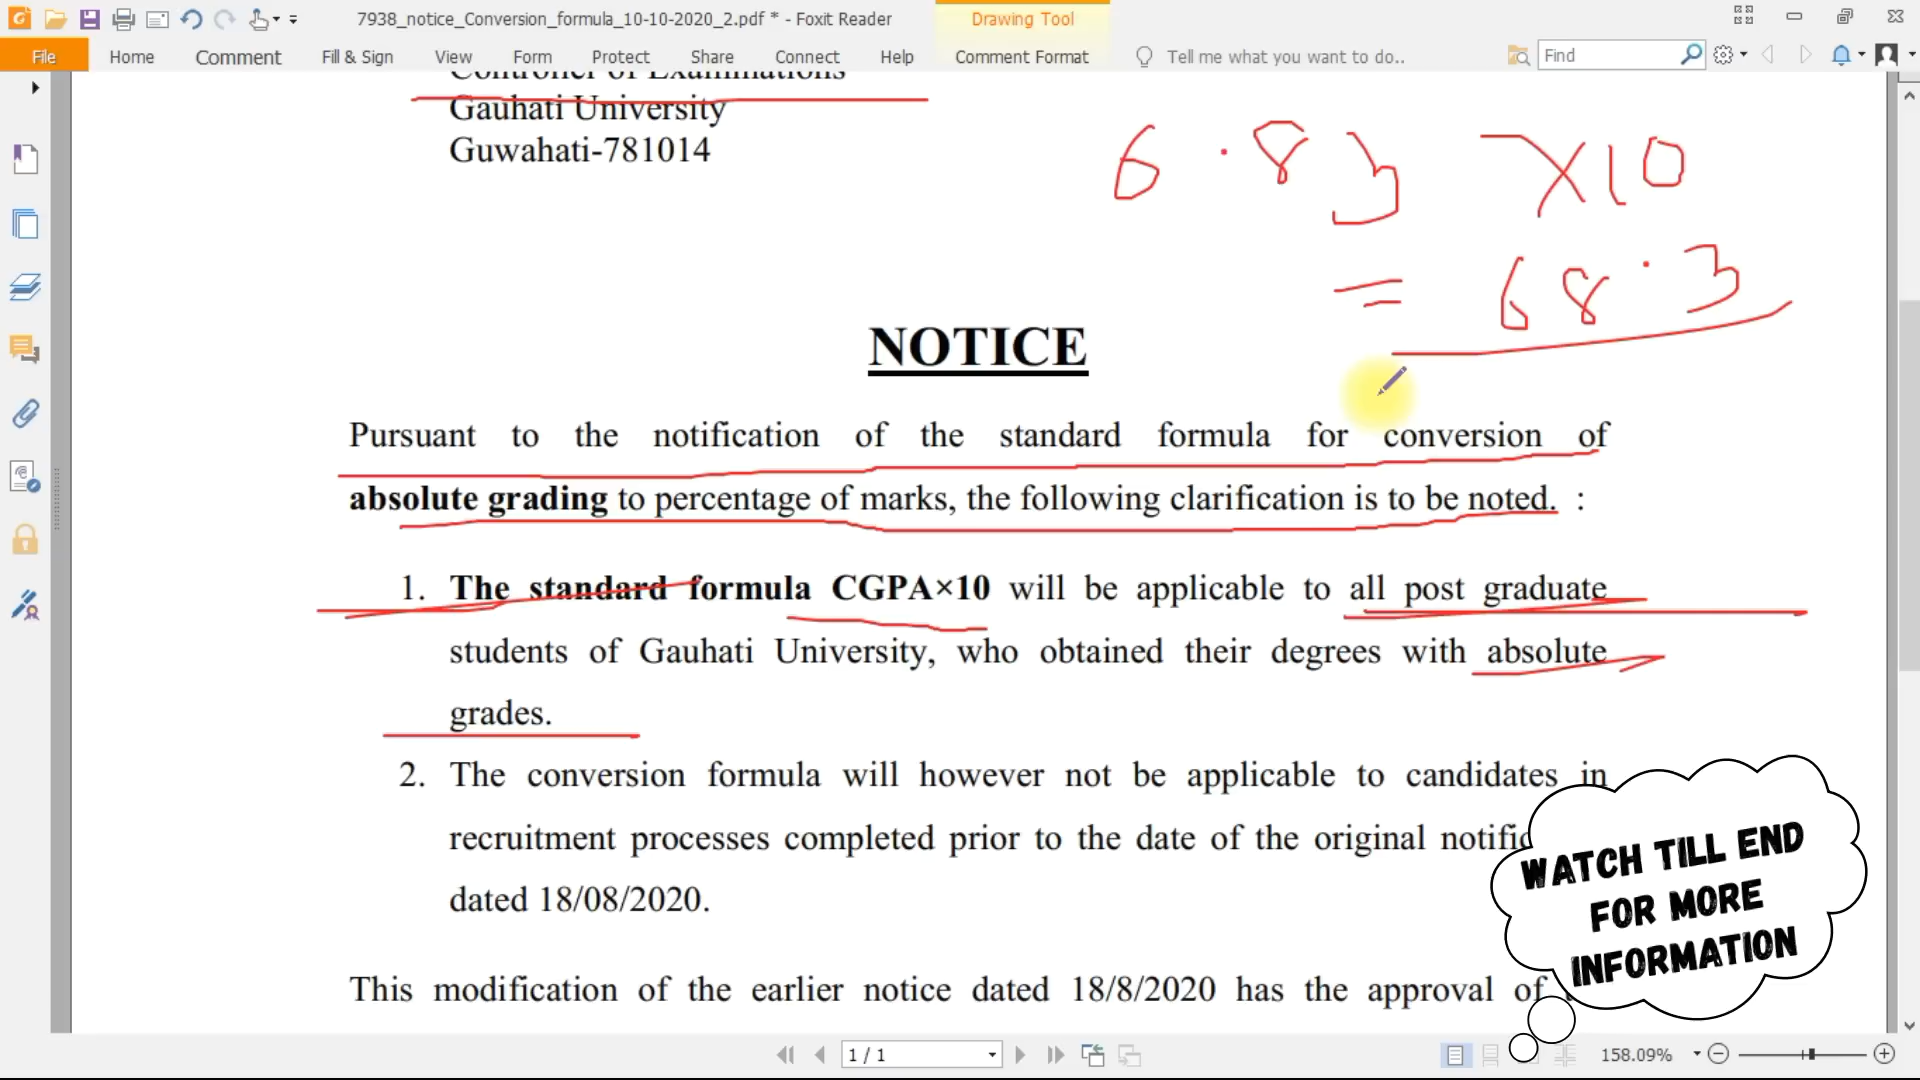 7938_notice_Conversion_formula_10-10-2020_2.pdf * - Foxit Reader
Drawing Tool
File Home Comment Fill & Sign View Form Protect Share Connect Help Comment Format Tell me what you want to do.. Find
Controller of Examinations
Gauhati University
Guwahati-781014
6.83 ×10
= 68.3
NOTICE
Pursuant to the notification of the standard formula for conversion of
absolute grading to percentage of marks, the following clarification is to be noted. :
1. The standard formula CGPA×10 will be applicable to all post graduate
students of Gauhati University, who obtained their degrees with absolute
grades.
2. The conversion formula will however not be applicable to candidates in
recruitment processes completed prior to the date of the original
dated 18/08/2020.
This modification of the earlier notice dated 18/8/2020 has the approval of
WATCH TILL END
FOR MORE
INFORMATION
1 / 1
158.09%